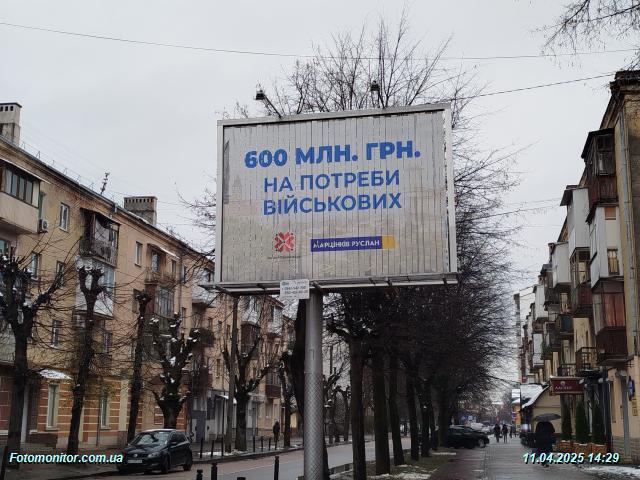 600 МЛН. ГРН.
НА ПОТРЕБИ
ВІЙСЬКОВИХ
МАРЦІНКІВ РУСЛАН
Fotomonitor.com.ua
11.04.2025 14:29